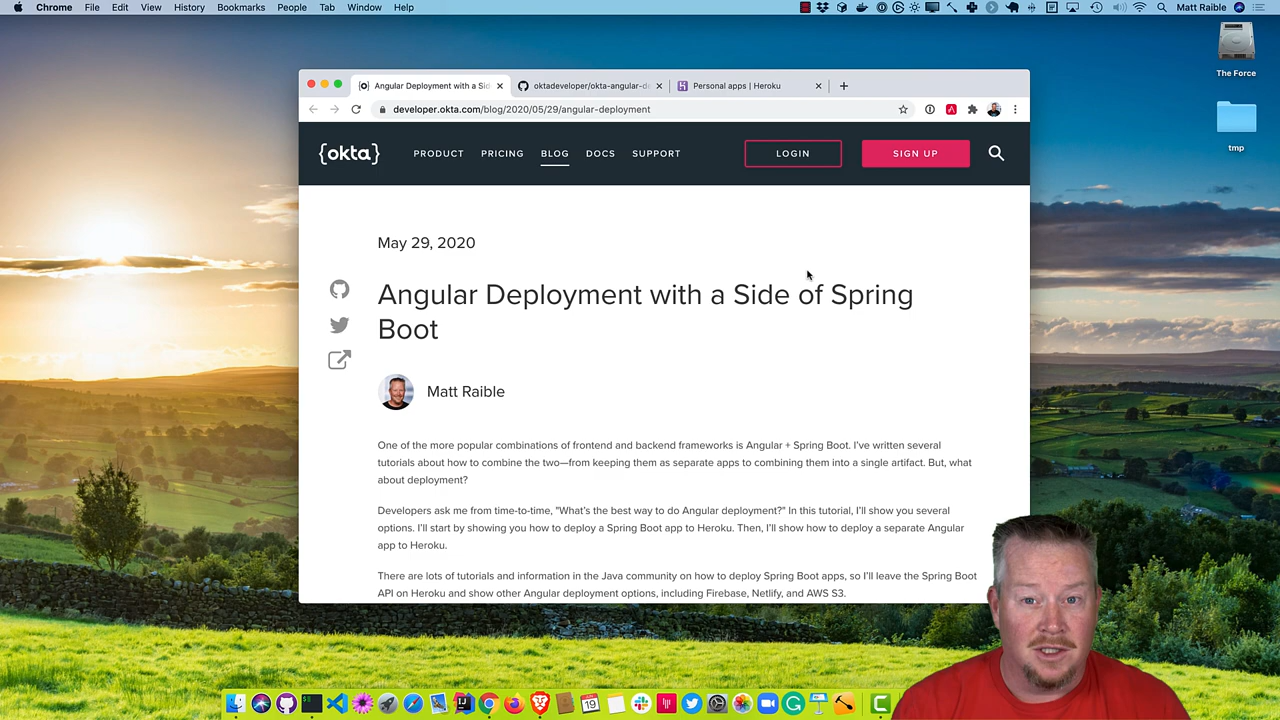 Chrome File Edit View History Bookmarks People Tab Window Help Matt Raible
The Force
tmp
Angular Deployment with a Sid oktadeveloper/okta-angular-d Personal apps | Heroku
developer.okta.com/blog/2020/05/29/angular-deployment
{okta} PRODUCT PRICING BLOG DOCS SUPPORT LOGIN SIGN UP
May 29, 2020
Angular Deployment with a Side of Spring
Boot
Matt Raible
One of the more popular combinations of frontend and backend frameworks is Angular + Spring Boot. I've written several
tutorials about how to combine the two—from keeping them as separate apps to combining them into a single artifact. But, what
about deployment?
Developers ask me from time-to-time, "What's the best way to do Angular deployment?" In this tutorial, I'll show you several
options. I'll start by showing you how to deploy a Spring Boot app to Heroku. Then, I'll show how to deploy a separate Angular
app to Heroku.
There are lots of tutorials and information in the Java community on how to deploy Spring Boot apps, so I'll leave the Spring Boot
API on Heroku and show other Angular deployment options, including Firebase, Netlify, and AWS S3.
19